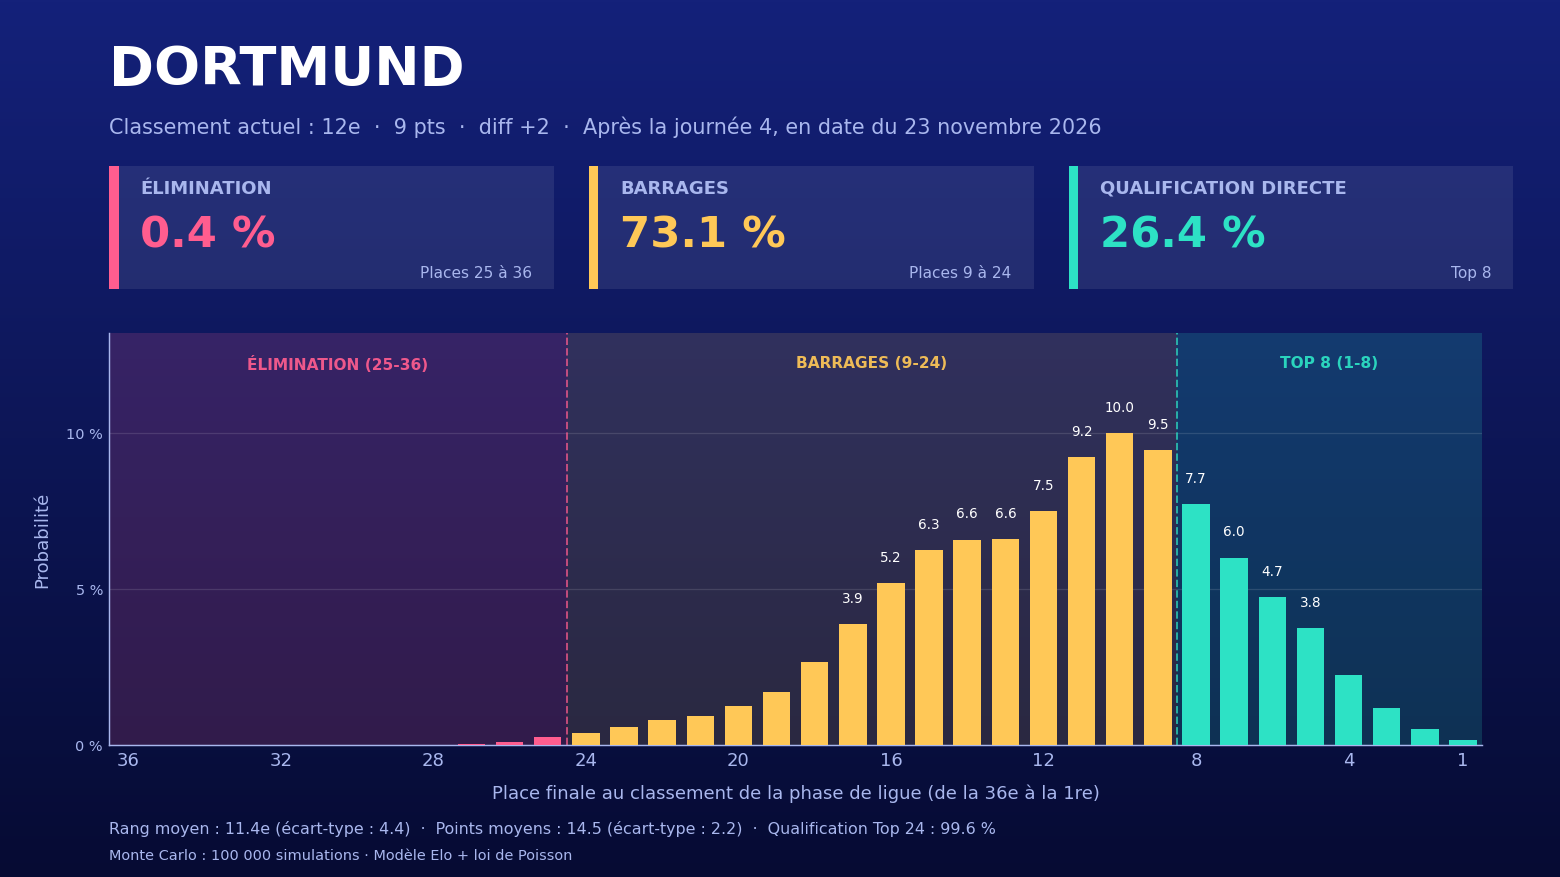 DORTMUND
Classement actuel : 12e · 9 pts · diff +2 · Après la journée 4, en date du 23 novembre 2026
ÉLIMINATION
0.4 %
Places 25 à 36
BARRAGES
73.1 %
Places 9 à 24
QUALIFICATION DIRECTE
26.4 %
Top 8
ÉLIMINATION (25-36)
BARRAGES (9-24)
TOP 8 (1-8)
Probabilité
10 %
5 %
0 %
3.9
5.2
6.3
6.6
6.6
7.5
9.2
10.0
9.5
7.7
6.0
4.7
3.8
36 32 28 24 20 16 12 8 4 1
Place finale au classement de la phase de ligue (de la 36e à la 1re)
Rang moyen : 11.4e (écart-type : 4.4) · Points moyens : 14.5 (écart-type : 2.2) · Qualification Top 24 : 99.6 %
Monte Carlo : 100 000 simulations · Modèle Elo + loi de Poisson